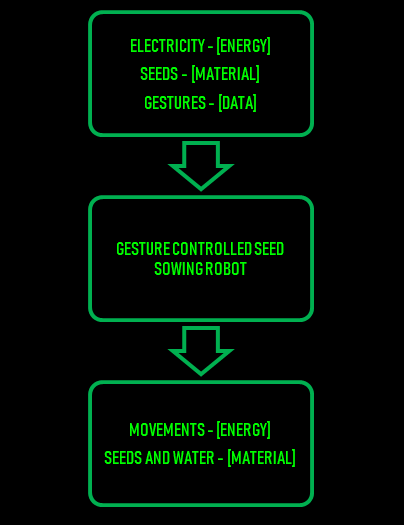 ELECTRICITY - [ENERGY]
SEEDS - [MATERIAL]
GESTURES - [DATA]
GESTURE CONTROLLED SEED
SOWING ROBOT
MOVEMENTS - [ENERGY]
SEEDS AND WATER - [MATERIAL]